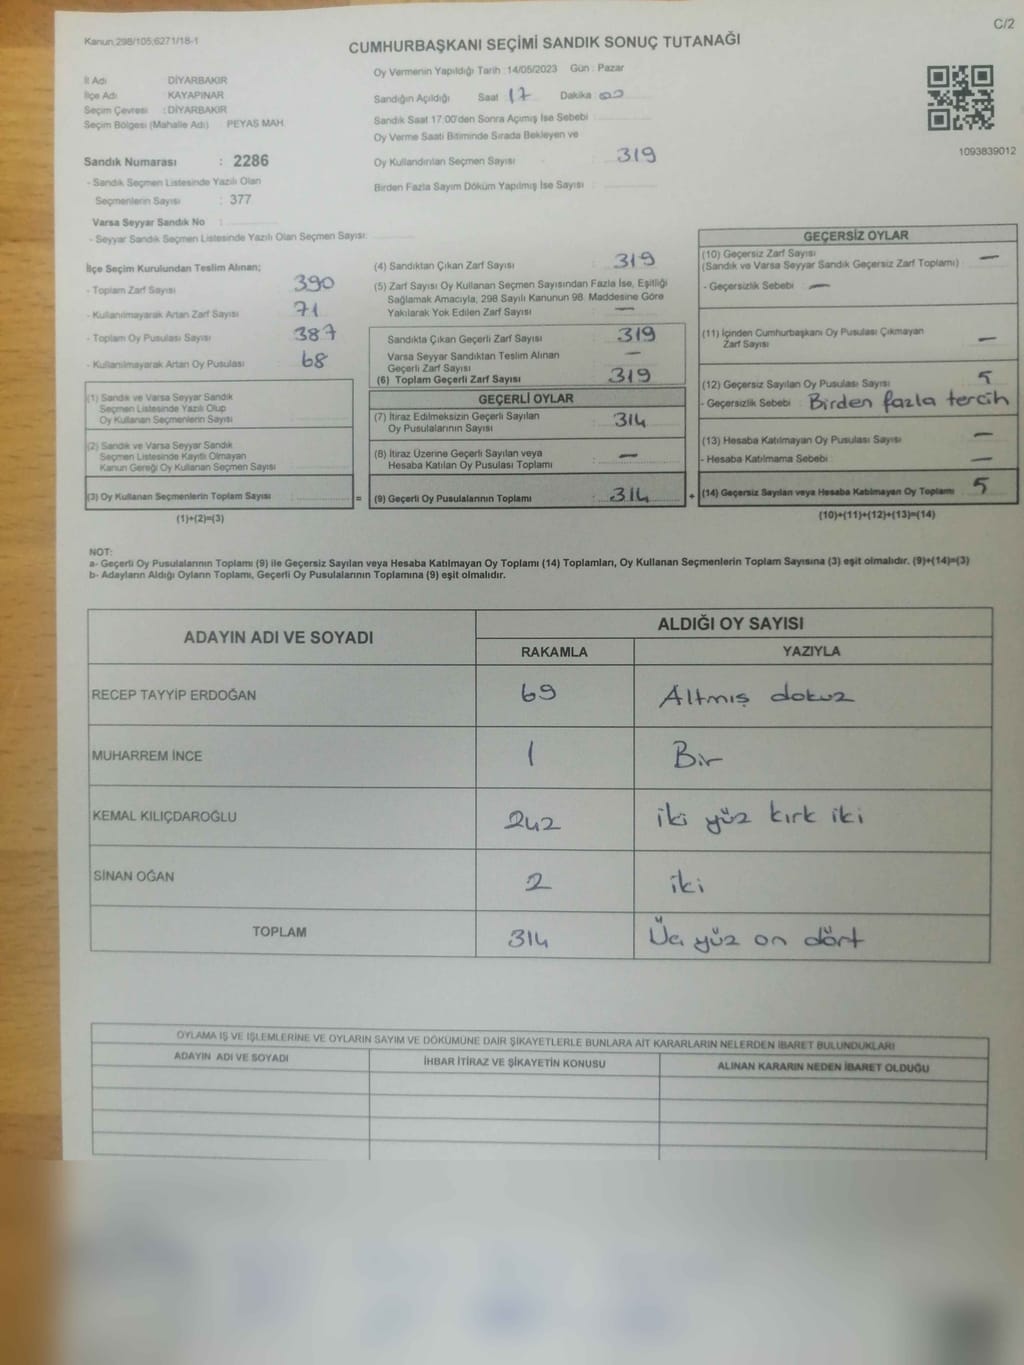 C/2
Kanun,298/105;6271/18-1
CUMHURBAŞKANI SEÇİMİ SANDIK SONUÇ TUTANAĞI
İl Adı DİYARBAKIR
İlçe Adı KAYAPINAR
Seçim Çevresi : DİYARBAKIR
Seçim Bölgesi (Mahalle Adı) : PEYAS MAH.
Sandık Numarası : 2286
- Sandık Seçmen Listesinde Yazılı Olan
Seçmenlerin Sayısı : 377
Varsa Seyyar Sandık No :
- Seyyar Sandık Seçmen Listesinde Yazılı Olan Seçmen Sayısı:
Oy Vermenin Yapıldığı Tarih :14/05/2023 Gün : Pazar
Sandığın Açıldığı Saat 17 Dakika 00
Sandık Saat 17:00'den Sonra Açımış İse Sebebi :
Oy Verme Saati Bitiminde Sırada Bekleyen ve
Oy Kullandırılan Seçmen Sayısı : 319
Birden Fazla Sayım Döküm Yapılmış İse Sayısı :
1093839012
İlçe Seçim Kurulundan Teslim Alınan;
- Toplam Zarf Sayısı 390
- Kullanılmayarak Artan Zarf Sayısı 71
- Toplam Oy Pusulası Sayısı 387
- Kullanılmayarak Artan Oy Pusulası 68
(1) Sandık ve Varsa Seyyar Sandık
Seçmen Listesinde Yazılı Olup
Oy Kullanan Seçmenlerin Sayısı
(2) Sandık ve Varsa Seyyar Sandık
Seçmen Listesinde Kayıtlı Olmayan
Kanun Gereği Oy Kullanan Seçmen Sayısı
(3) Oy Kullanan Seçmenlerin Toplam Sayısı : =
(1)+(2)=(3)
(4) Sandıktan Çıkan Zarf Sayısı : 319
(5) Zarf Sayısı Oy Kullanan Seçmen Sayısından Fazla İse, Eşitliği
Sağlamak Amacıyla, 298 Sayılı Kanunun 98. Maddesine Göre
Yakılarak Yok Edilen Zarf Sayısı : —
Sandıkta Çıkan Geçerli Zarf Sayısı : 319
Varsa Seyyar Sandıktan Teslim Alınan
Geçerli Zarf Sayısı —
(6) Toplam Geçerli Zarf Sayısı : 319
GEÇERLİ OYLAR
(7) İtiraz Edilmeksizin Geçerli Sayılan
Oy Pusulalarının Sayısı 314
(8) İtiraz Üzerine Geçerli Sayılan veya
Hesaba Katılan Oy Pusulası Toplamı —
(9) Geçerli Oy Pusulalarının Toplamı : 314 +
GEÇERSİZ OYLAR
(10) Geçersiz Zarf Sayısı
(Sandık ve Varsa Seyyar Sandık Geçersiz Zarf Toplamı) —
- Geçersizlik Sebebi : —
(11) İçinden Cumhurbaşkanı Oy Pusulası Çıkmayan
Zarf Sayısı —
(12) Geçersiz Sayılan Oy Pusulası Sayısı 5
- Geçersizlik Sebebi : Birden fazla tercih
(13) Hesaba Katılmayan Oy Pusulası Sayısı —
- Hesaba Katılmama Sebebi : —
(14) Geçersiz Sayılan veya Hesaba Katılmayan Oy Toplamı 5
(10)+(11)+(12)+(13)=(14)
NOT:
a- Geçerli Oy Pusulalarının Toplamı (9) ile Geçersiz Sayılan veya Hesaba Katılmayan Oy Toplamı (14) Toplamları, Oy Kullanan Seçmenlerin Toplam Sayısına (3) eşit olmalıdır. (9)+(14)=(3)
b- Adayların Aldığı Oyların Toplamı, Geçerli Oy Pusulalarının Toplamına (9) eşit olmalıdır.
ADAYIN ADI VE SOYADI ALDIĞI OY SAYISI
RAKAMLA YAZIYLA
RECEP TAYYİP ERDOĞAN 69 Altmış dokuz
MUHARREM İNCE 1 Bir
KEMAL KILIÇDAROĞLU 242 iki yüz kırk iki
SİNAN OĞAN 2 iki
TOPLAM 314 Üç yüz on dört
OYLAMA İŞ VE İŞLEMLERİNE VE OYLARIN SAYIM VE DÖKÜMÜNE DAİR ŞİKAYETLERLE BUNLARA AİT KARARLARIN NELERDEN İBARET BULUNDUKLARI
ADAYIN ADI VE SOYADI İHBAR İTİRAZ VE ŞİKAYETİN KONUSU ALINAN KARARIN NEDEN İBARET OLDUĞU